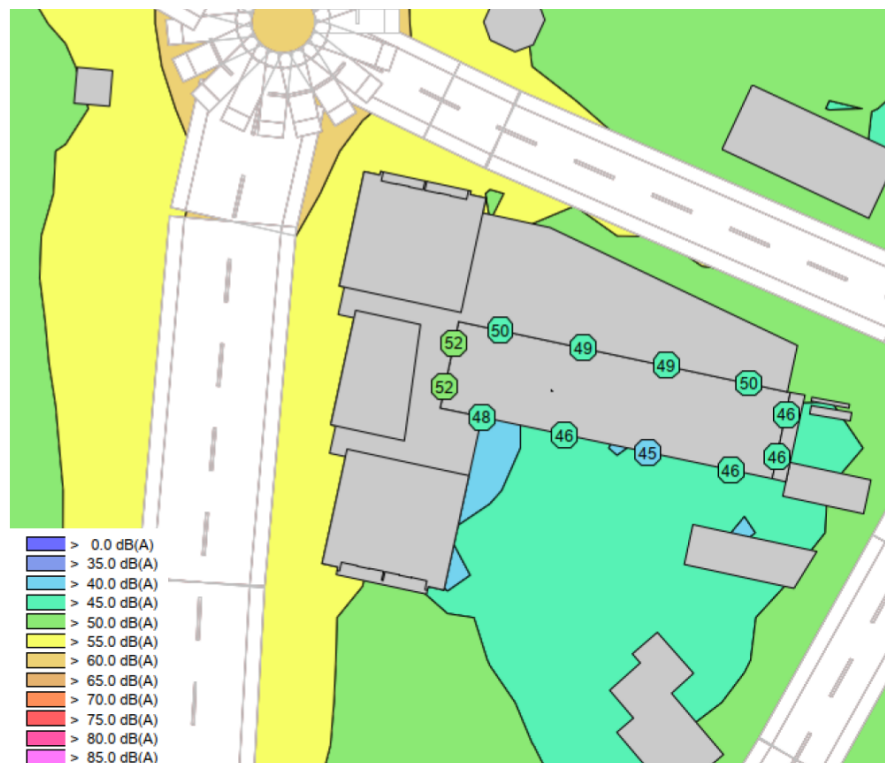 50
52
49
49
50
52
46
48
46
45
46
46
> 0.0 dB(A)
> 35.0 dB(A)
> 40.0 dB(A)
> 45.0 dB(A)
> 50.0 dB(A)
> 55.0 dB(A)
> 60.0 dB(A)
> 65.0 dB(A)
> 70.0 dB(A)
> 75.0 dB(A)
> 80.0 dB(A)
> 85.0 dB(A)